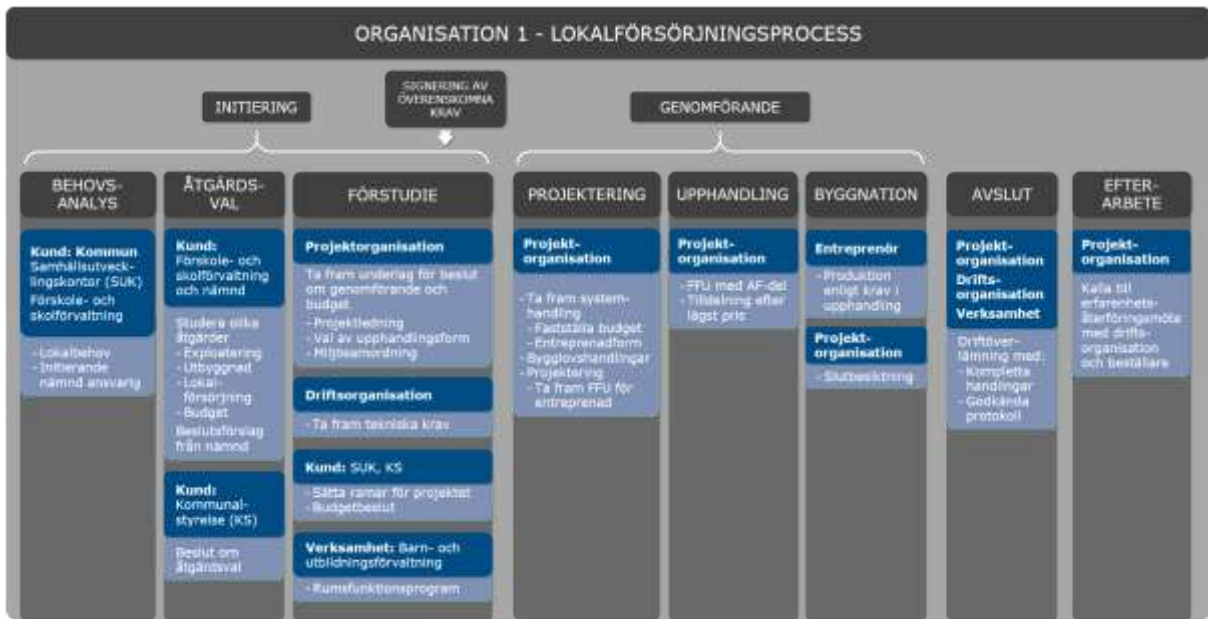 ORGANISATION 1 - LOKALFÖRSÖRJNINGSPROCESS
INITIERING
SIGNERING AV
ÖVERENSKOMNA
KRAV
GENOMFÖRANDE
BEHOVS-
ANALYS
Kund: Kommun
Samhällsutveck-
lingskontor (SUK)
Förskole- och
skolförvaltning
- Lokalbehov
- Initierande
nämnd ansvarig
ÅTGÄRDS-
VAL
Kund:
Förskole- och
skolförvaltning
och nämnd
Studera olika
åtgärder
- Exploatering
- Utbyggnad
- Lokal-
försörjning
- Budget
Beslutsförslag
från nämnd
Kund:
Kommunal-
styrelse (KS)
Beslut om
åtgärdsval
FÖRSTUDIE
Projektorganisation
Ta fram underlag för beslut
om genomförande och
budget
- Projektledning
- Val av upphandlingsform
- Miljösamordning
Driftsorganisation
- Ta fram tekniska krav
Kund: SUK, KS
- Sätta ramar för projektet
- Budgetbeslut
Verksamhet: Barn- och
utbildningsförvaltning
- Rumsfunktionsprogram
PROJEKTERING
Projekt-
organisation
- Ta fram system-
handling
- Fastställa budget
- Entreprenadform
- Bygglovshandlingar
- Projektering
- Ta fram FFU för
entreprenad
UPPHANDLING
Projekt-
organisation
- FFU med AF-del
- Tilldelning efter
lägst pris
BYGGNATION
Entreprenör
- Produktion
enligt krav i
upphandling
Projekt-
organisation
- Slutbesiktning
AVSLUT
Projekt-
organisation
Drifts-
organisation
Verksamhet
Driftöver-
lämning med:
- Kompletta
handlingar
- Godkända
protokoll
EFTER-
ARBETE
Projekt-
organisation
Kalla till
erfarenhets-
återföringsmöte
med drifts-
organisation
och beställare